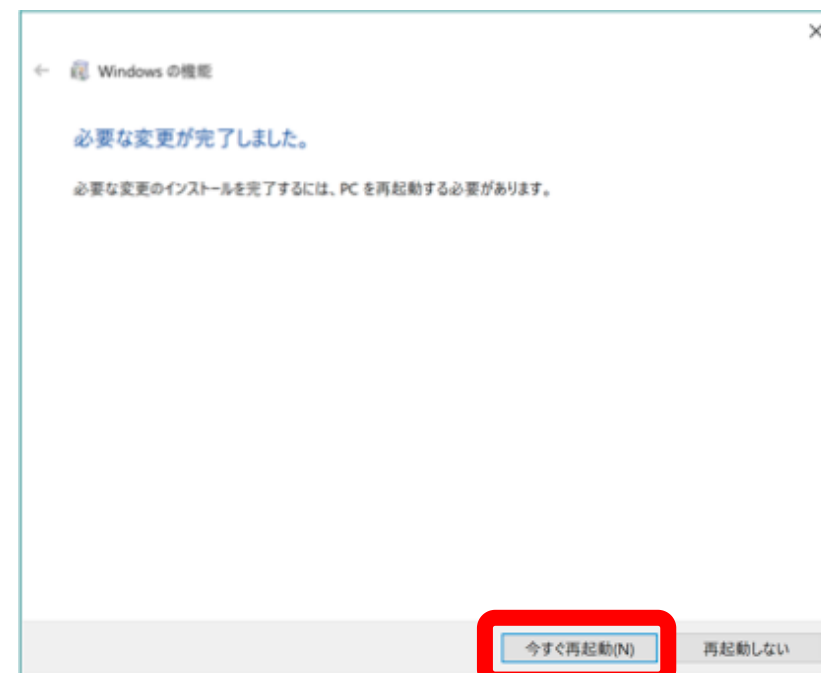 Windows の機能
必要な変更が完了しました。
必要な変更のインストールを完了するには、PC を再起動する必要があります。
今すぐ再起動(N)
再起動しない